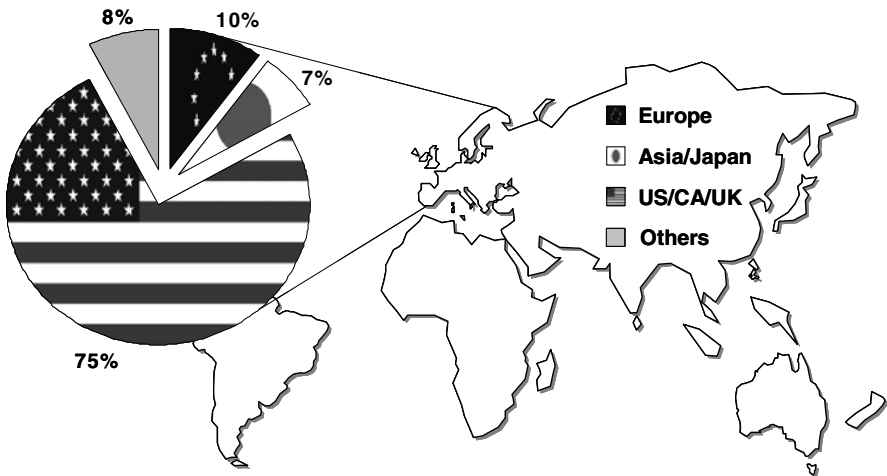 8%
10%
7%
75%
Europe
Asia/Japan
US/CA/UK
Others